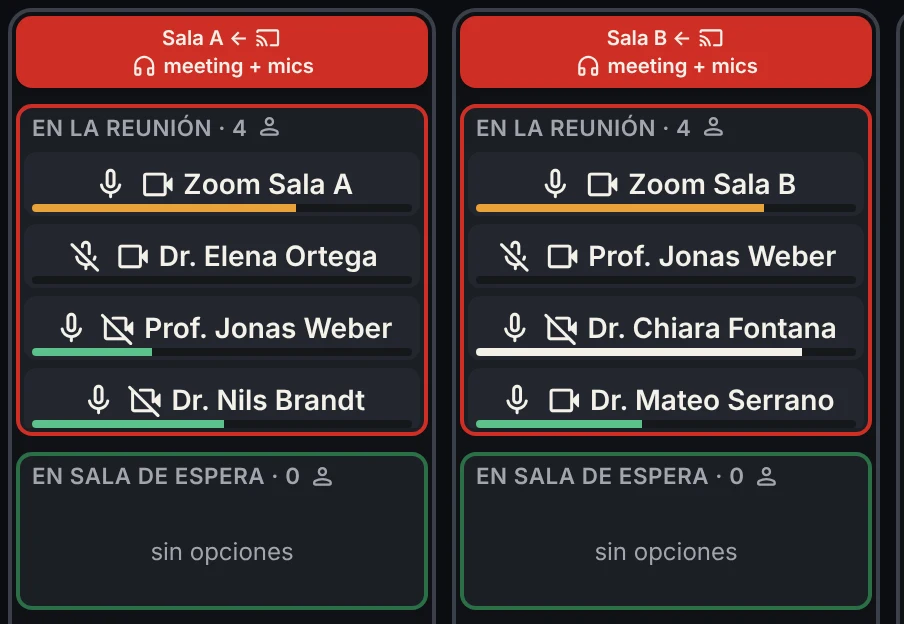 Sala A ←
meeting + mics
EN LA REUNIÓN · 4
Zoom Sala A
Dr. Elena Ortega
Prof. Jonas Weber
Dr. Nils Brandt
EN SALA DE ESPERA · 0
sin opciones
Sala B ←
meeting + mics
EN LA REUNIÓN · 4
Zoom Sala B
Prof. Jonas Weber
Dr. Chiara Fontana
Dr. Mateo Serrano
EN SALA DE ESPERA · 0
sin opciones